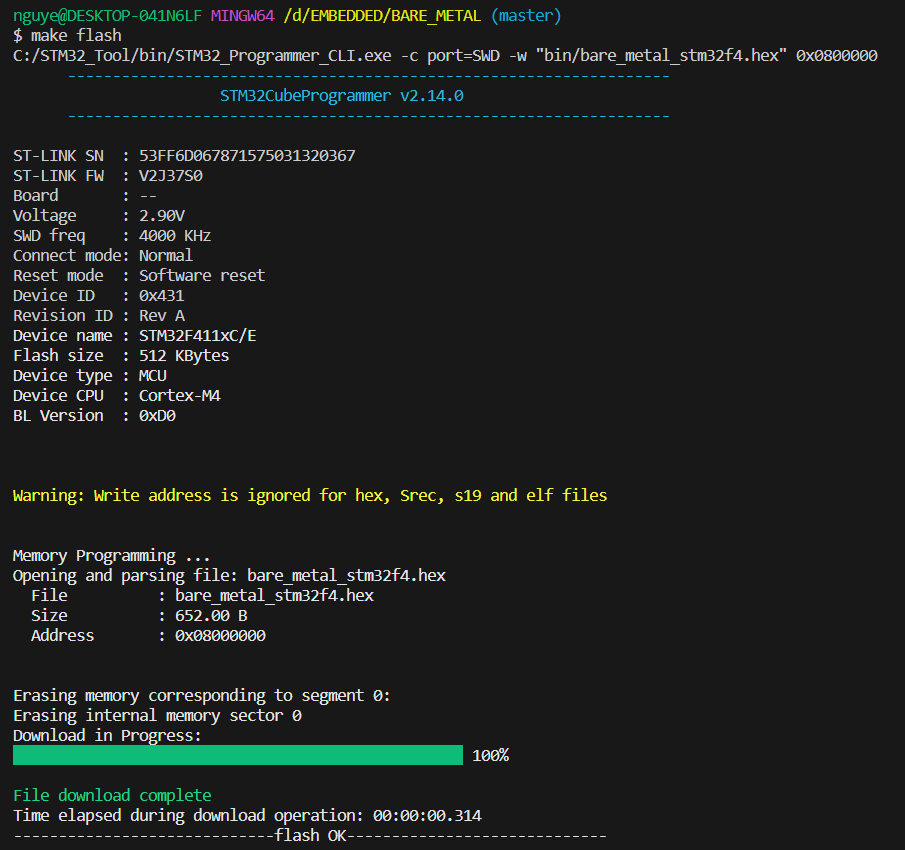 nguye@DESKTOP-041N6LF MINGW64 /d/EMBEDDED/BARE_METAL (master)
$ make flash
C:/STM32_Tool/bin/STM32_Programmer_CLI.exe -c port=SWD -w "bin/bare_metal_stm32f4.hex" 0x0800000
-------------------------------------------------------------------
STM32CubeProgrammer v2.14.0
-------------------------------------------------------------------
ST-LINK SN  : 53FF6D067871575031320367
ST-LINK FW  : V2J37S0
Board       : --
Voltage     : 2.90V
SWD freq    : 4000 KHz
Connect mode: Normal
Reset mode  : Software reset
Device ID   : 0x431
Revision ID : Rev A
Device name : STM32F411xC/E
Flash size  : 512 KBytes
Device type : MCU
Device CPU  : Cortex-M4
BL Version  : 0xD0
Warning: Write address is ignored for hex, Srec, s19 and elf files
Memory Programming ...
Opening and parsing file: bare_metal_stm32f4.hex
File          : bare_metal_stm32f4.hex
Size          : 652.00 B
Address       : 0x08000000
Erasing memory corresponding to segment 0:
Erasing internal memory sector 0
Download in Progress:
100%
File download complete
Time elapsed during download operation: 00:00:00.314
-----------------------------flash OK-----------------------------